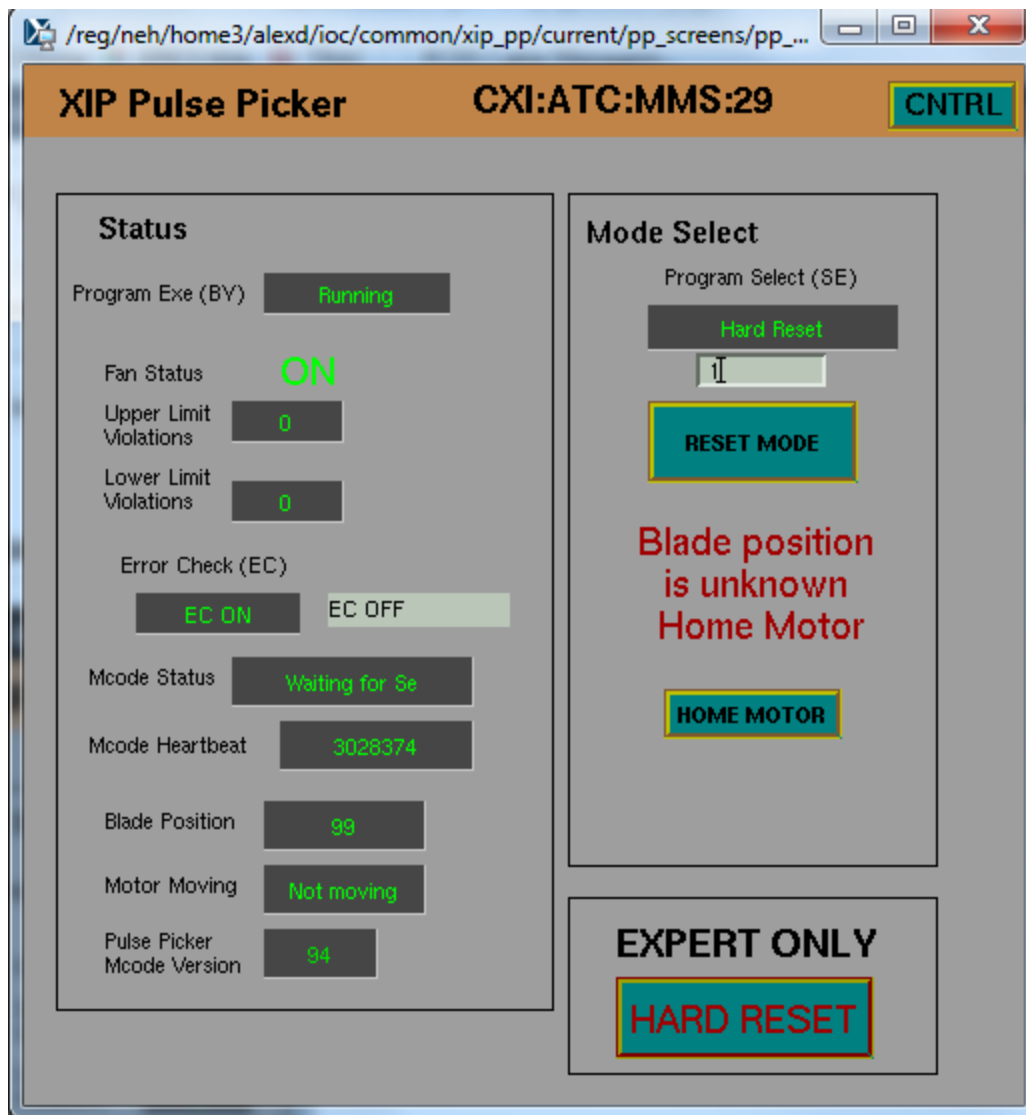 /reg/neh/home3/alexd/ioc/common/xip_pp/current/pp_screens/pp_...
XIP Pulse Picker
CXI:ATC:MMS:29
CNTRL
Status
Program Exe (BY)
Running
Fan Status
ON
Upper Limit
Violations
0
Lower Limit
Violations
0
Error Check (EC)
EC ON
EC OFF
Mcode Status
Waiting for Se
Mcode Heartbeat
3028374
Blade Position
99
Motor Moving
Not moving
Pulse Picker
Mcode Version
94
Mode Select
Program Select (SE)
Hard Reset
1
RESET MODE
Blade position
is unknown
Home Motor
HOME MOTOR
EXPERT ONLY
HARD RESET